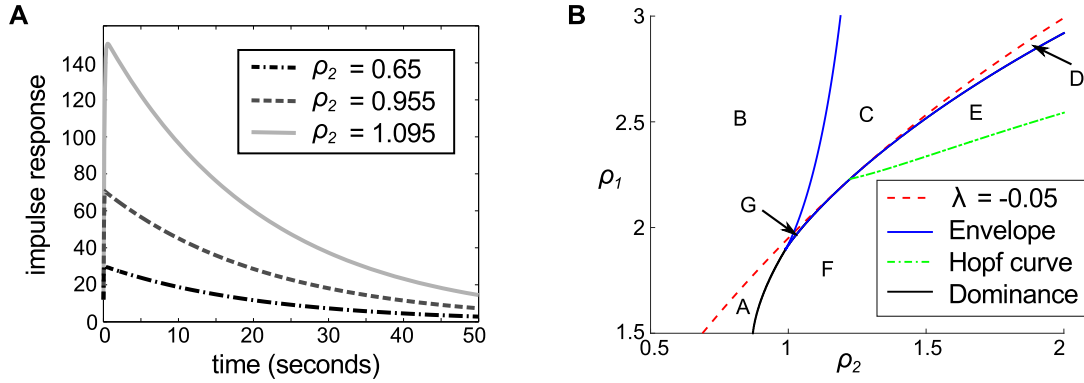 A
impulse response
140
120
100
80
60
40
20
0
ρ2 = 0.65
ρ2 = 0.955
ρ2 = 1.095
0 10 20 30 40 50
time (seconds)
B
ρ1
3
2.5
2
1.5
B
C
D
E
G
F
A
λ = -0.05
Envelope
Hopf curve
Dominance
0.5 1 1.5 2
ρ2